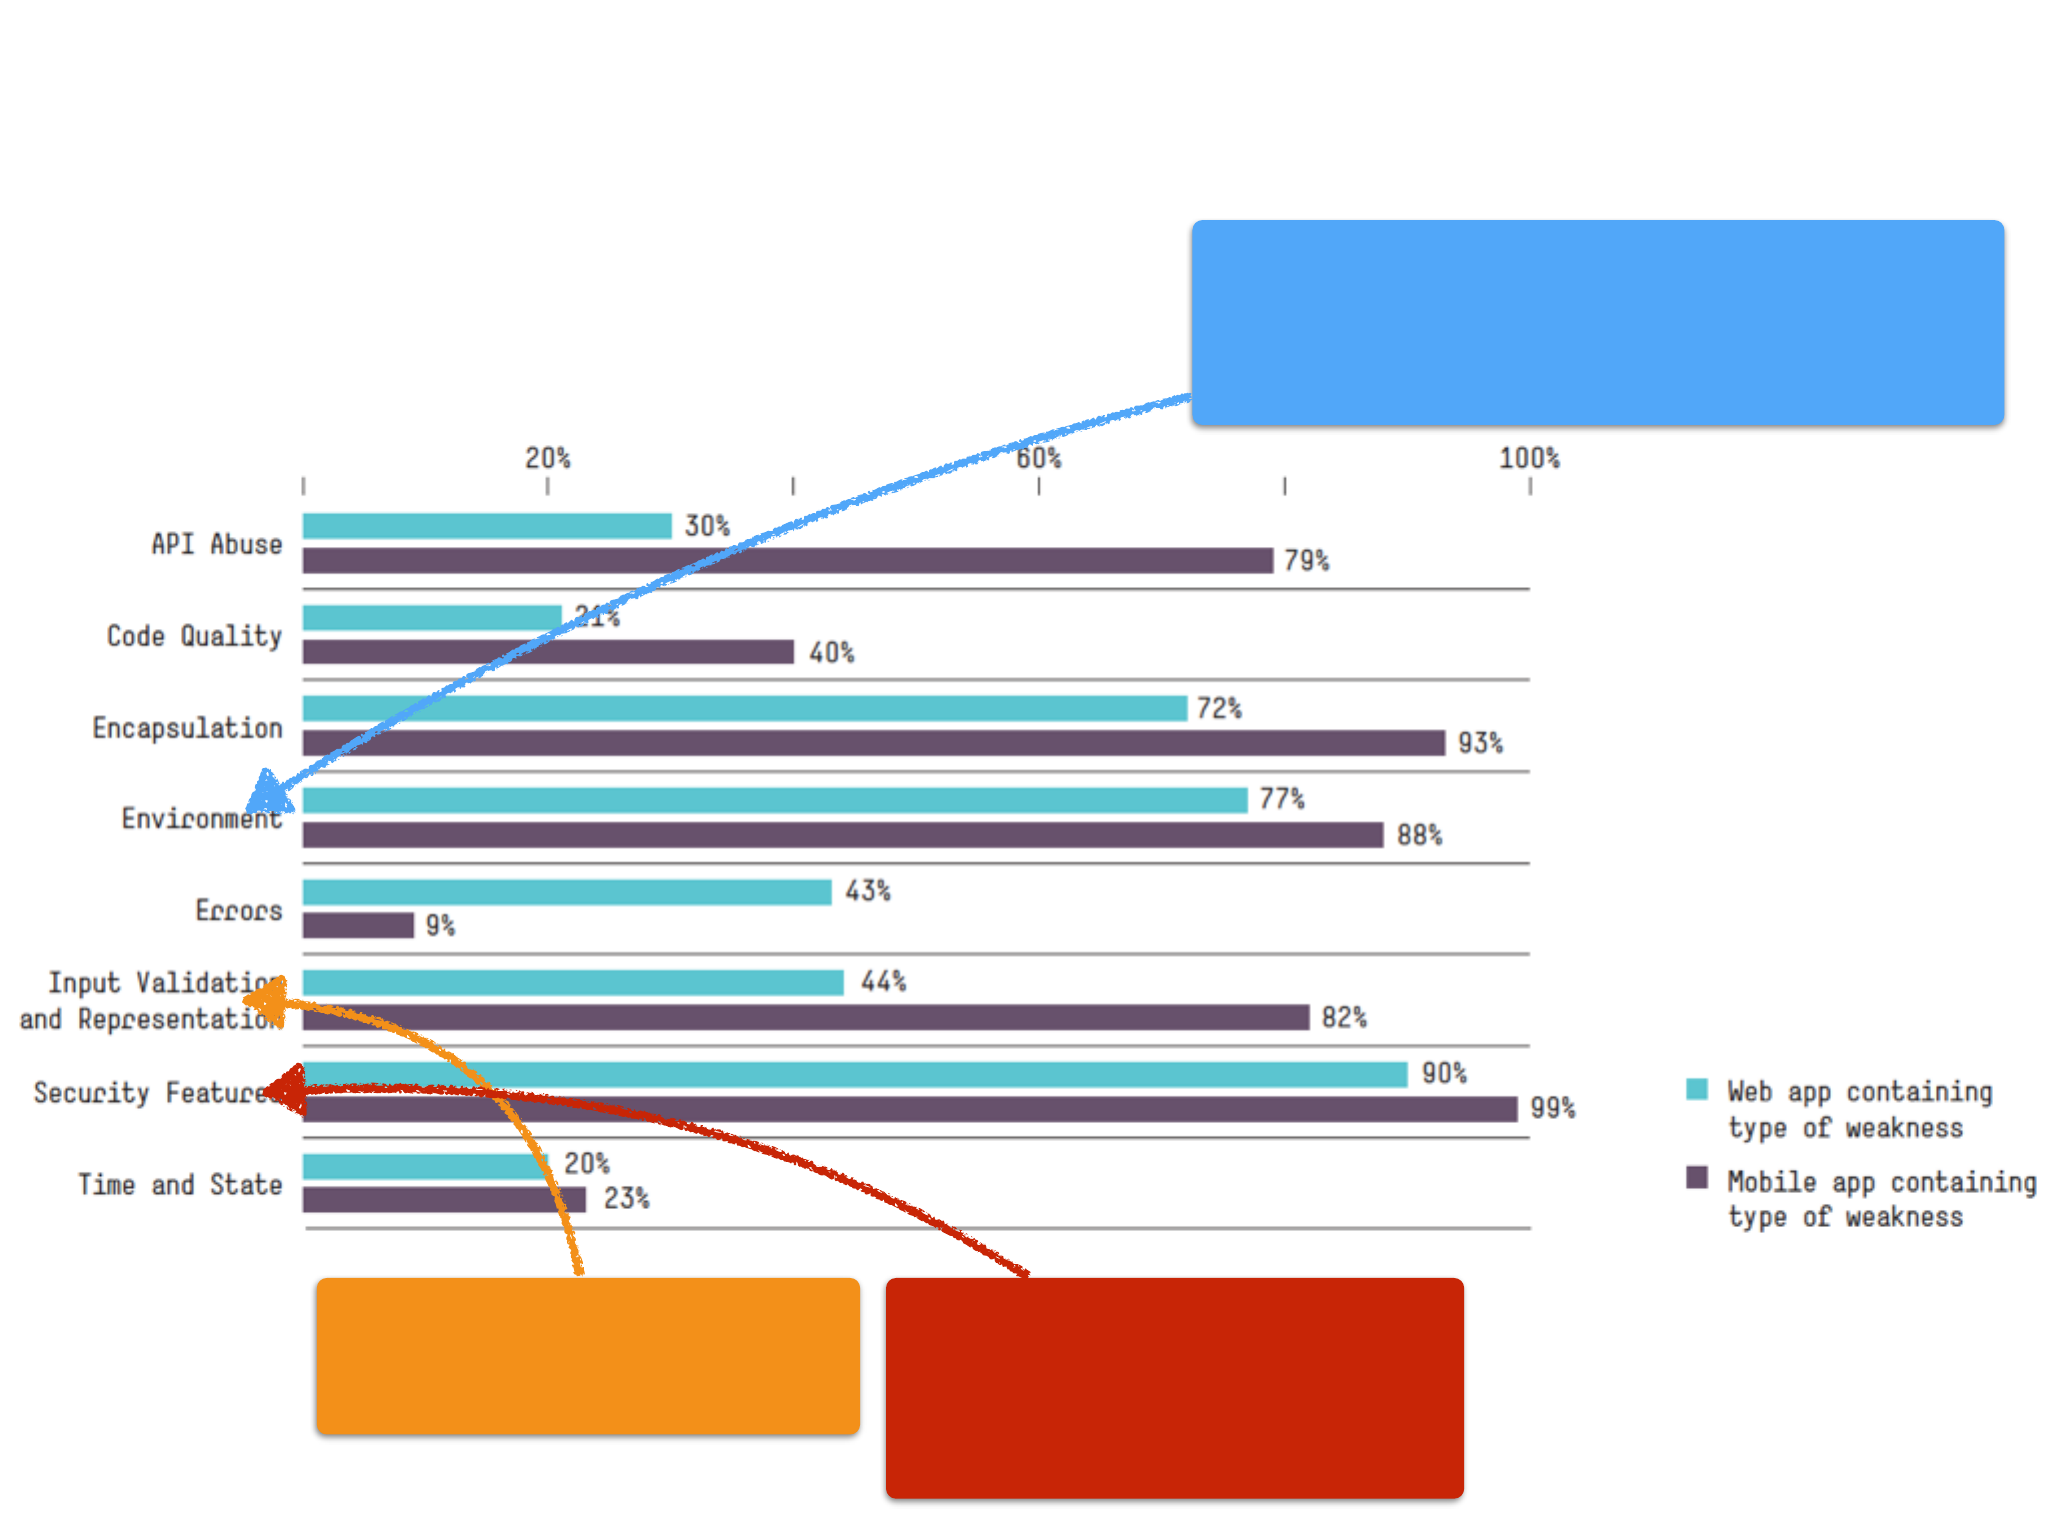 20%
60%
100%
API Abuse
30%
79%
Code Quality
21%
40%
Encapsulation
72%
93%
Environment
77%
88%
Errors
43%
9%
Input Validation
and Representation
44%
82%
Security Features
90%
99%
Time and State
20%
23%
Web app containing
type of weakness
Mobile app containing
type of weakness